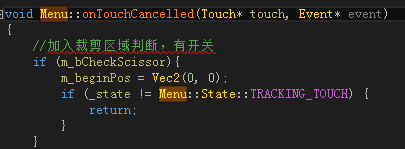 void Menu::onTouchCancelled(Touch* touch, Event* event)
{
//加入裁剪区域判断，有开关
if (m_bCheckScissor){
m_beginPos = Vec2(0, 0);
if (_state != Menu::State::TRACKING_TOUCH) {
return;
}
}